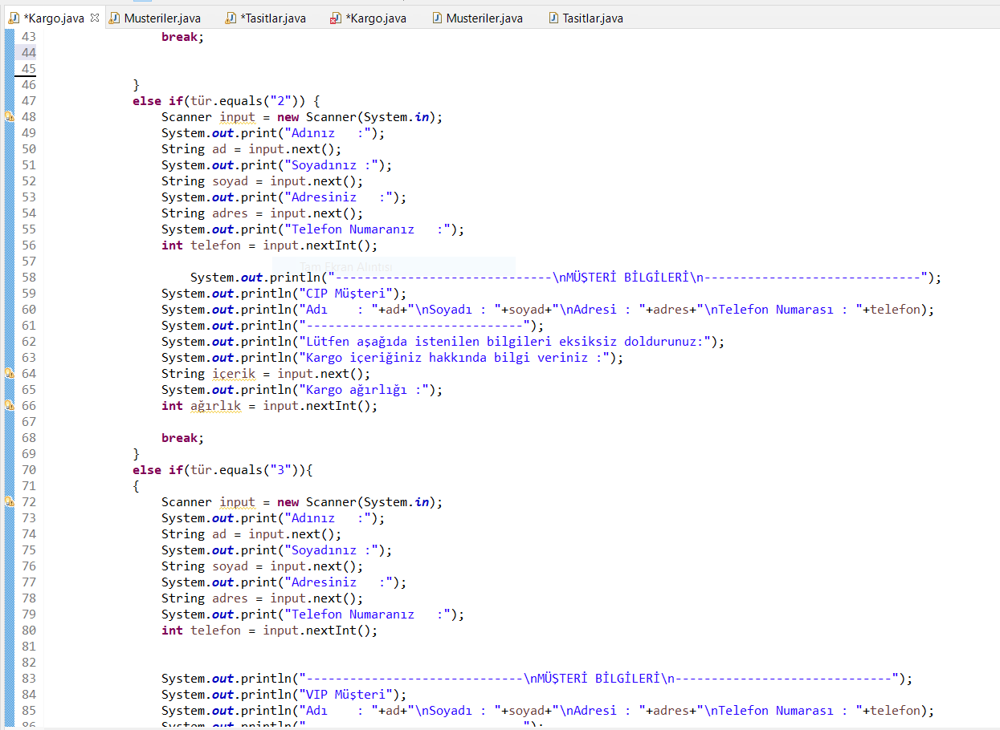 *Kargo.java Musteriler.java *Tasitlar.java *Kargo.java Musteriler.java Tasitlar.java
43 break;
44
45
46 }
47 else if(tür.equals("2")) {
48 Scanner input = new Scanner(System.in);
49 System.out.print("Adınız   :");
50 String ad = input.next();
51 System.out.print("Soyadınız :");
52 String soyad = input.next();
53 System.out.print("Adresiniz   :");
54 String adres = input.next();
55 System.out.print("Telefon Numaranız   :");
56 int telefon = input.nextInt();
57 Tam Ekran Alıntısı
58 System.out.println("------------------------------\nMÜŞTERİ BİLGİLERİ\n------------------------------");
59 System.out.println("CIP Müşteri");
60 System.out.println("Adı    : "+ad+"\nSoyadı : "+soyad+"\nAdresi : "+adres+"\nTelefon Numarası : "+telefon);
61 System.out.println("------------------------------");
62 System.out.println("Lütfen aşağıda istenilen bilgileri eksiksiz doldurunuz:");
63 System.out.println("Kargo içeriğiniz hakkında bilgi veriniz :");
64 String içerik = input.next();
65 System.out.println("Kargo ağırlığı :");
66 int ağırlık = input.nextInt();
67
68 break;
69 }
70 else if(tür.equals("3")){
71 {
72 Scanner input = new Scanner(System.in);
73 System.out.print("Adınız   :");
74 String ad = input.next();
75 System.out.print("Soyadınız :");
76 String soyad = input.next();
77 System.out.print("Adresiniz   :");
78 String adres = input.next();
79 System.out.print("Telefon Numaranız   :");
80 int telefon = input.nextInt();
81
82
83 System.out.println("------------------------------\nMÜŞTERİ BİLGİLERİ\n------------------------------");
84 System.out.println("VIP Müşteri");
85 System.out.println("Adı    : "+ad+"\nSoyadı : "+soyad+"\nAdresi : "+adres+"\nTelefon Numarası : "+telefon);
86 System.out.println("------------------------------");